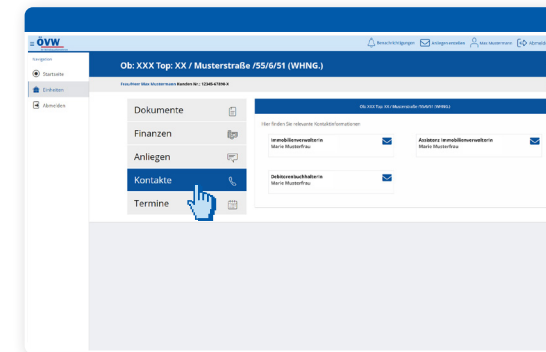 ÖVW
Benachrichtigungen
Anliegen erstellen
Max Mustermann
Abmelden
Navigation
Startseite
Einheiten
Abmelden
Ob: XXX Top: XX / Musterstraße /55/6/51 (WHNG.)
Frau/Herr Max Mustermann Kunden-Nr.: 12345-67890-X
Dokumente
Finanzen
Anliegen
Kontakte
Termine
Ob: XXX Top: XX / Musterstraße /55/6/51 (WHNG.)
Hier finden Sie relevante Kontaktinformationen
Immobilienverwalterin
Marie Musterfrau
Assistenz Immobilienverwalterin
Marie Musterfrau
Debitorenbuchhalterin
Marie Musterfrau